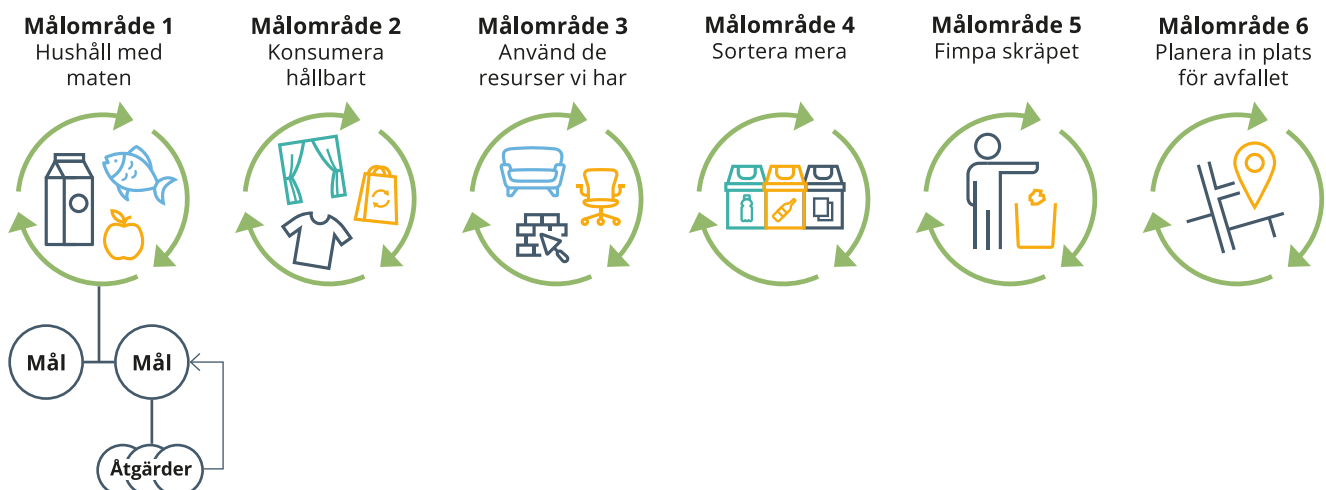 Målområde 1
Hushåll med
maten
Målområde 2
Konsumera
hållbart
Målområde 3
Använd de
resurser vi har
Målområde 4
Sortera mera
Målområde 5
Fimpa skräpet
Målområde 6
Planera in plats
för avfallet
Mål
Mål
Åtgärder